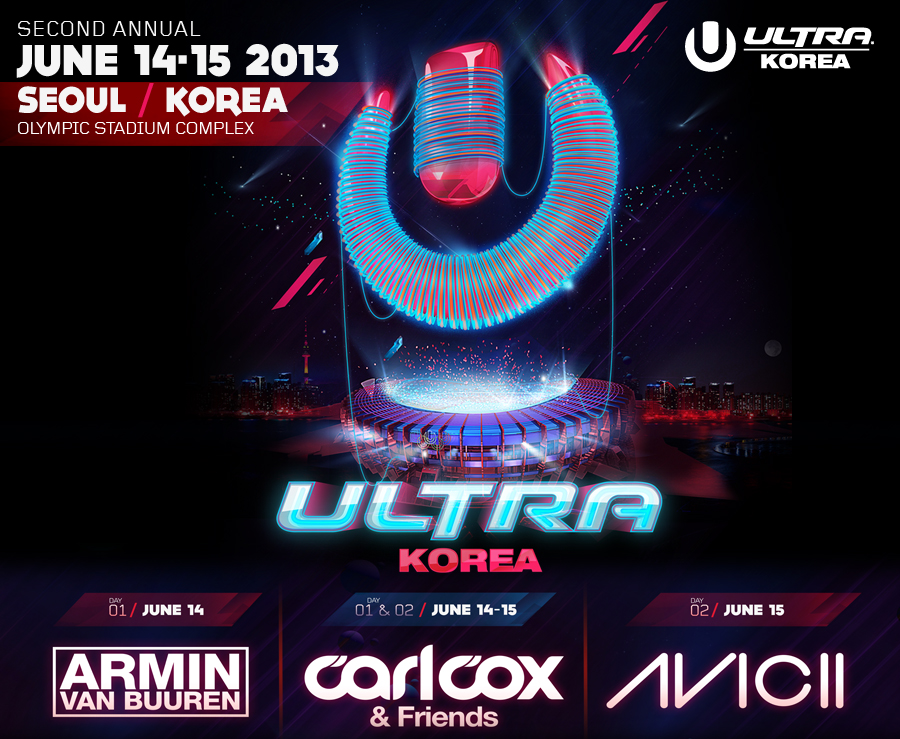 SECOND ANNUAL
JUNE 14·15 2013
SEOUL / KOREA
OLYMPIC STADIUM COMPLEX
ULTRA
KOREA
ULTRA
KOREA
DAY 01 / JUNE 14
ARMIN
VAN BUUREN
DAY 01 & 02 / JUNE 14-15
carl cox
& Friends
DAY 02 / JUNE 15
AVICII